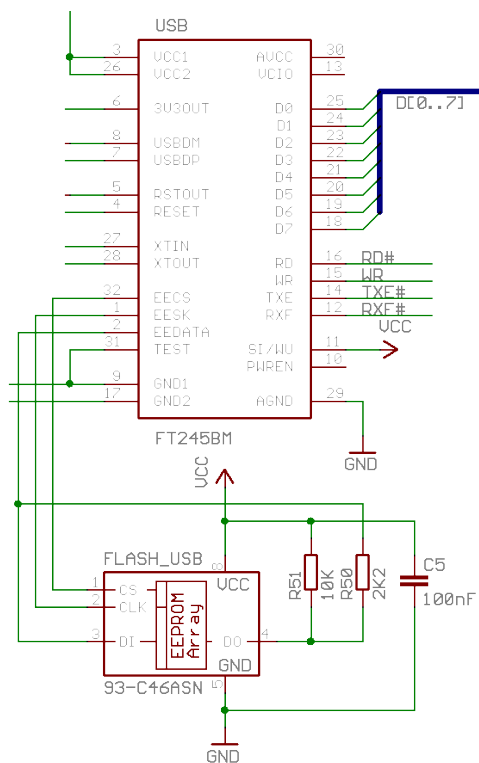 USB
3 VCC1 AVCC 30
26 VCC2 VCIO 13
6 3V3OUT D0 25
D[0..7]
D1 24
8 USBDM D2 23
7 USBDP D3 22
D4 21
5 RSTOUT D5 20
4 RESET D6 19
D7 18
27 XTIN
28 XTOUT RD 16 RD#
WR 15 WR
32 EECS TXE 14 TXE#
1 EESK RXF 12 RXF#
2 EEDATA VCC
31 TEST SI/WU 11
PWREN 10
9 GND1
17 GND2 AGND 29
FT245BM
GND
VCC
FLASH_USB
8 VCC
1 CS
2 CLK
3 DI DO 4
EEPROM
Array
GND
5
93-C46ASN
R51
10K
R50
2K2
C5
100nF
GND